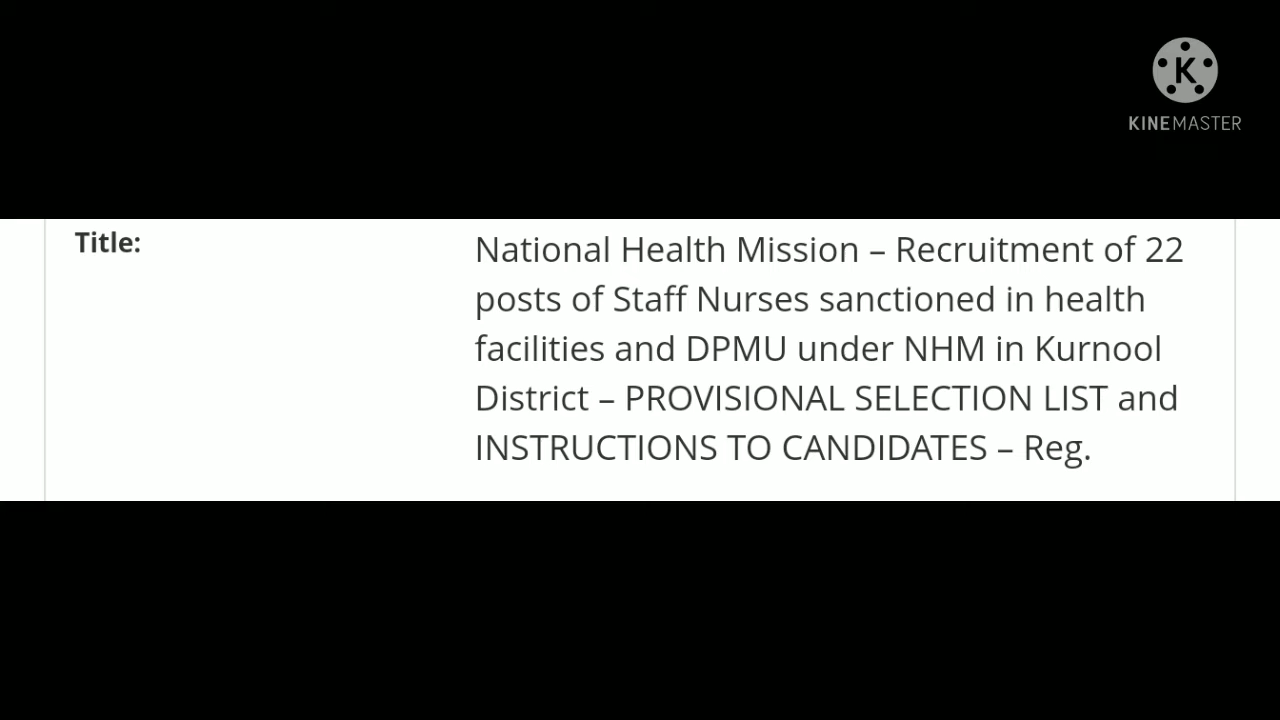 K
KINEMASTER
Title:
National Health Mission – Recruitment of 22
posts of Staff Nurses sanctioned in health
facilities and DPMU under NHM in Kurnool
District – PROVISIONAL SELECTION LIST and
INSTRUCTIONS TO CANDIDATES – Reg.